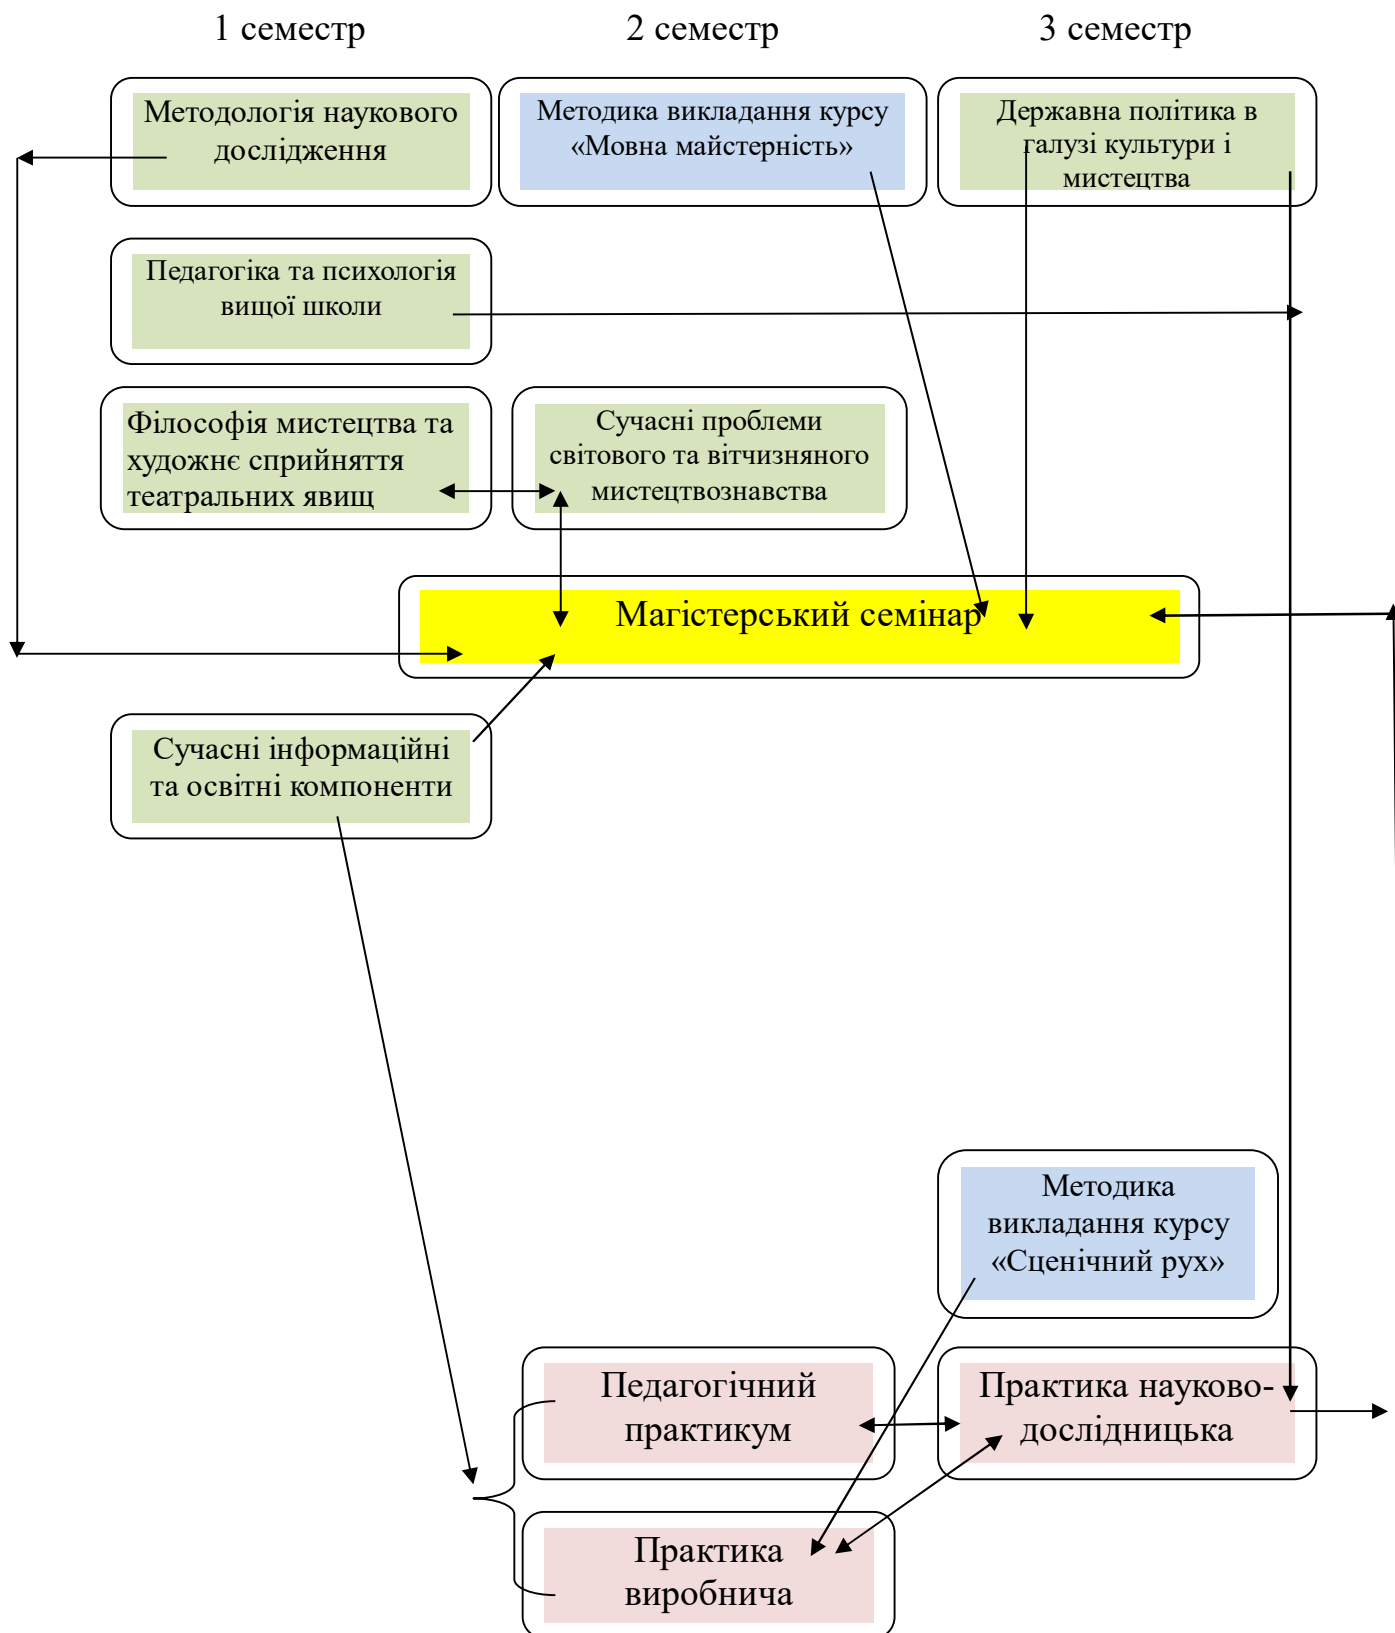 1 семестр
2 семестр
3 семестр
Методологія наукового
дослідження
Методика викладання курсу
«Мовна майстерність»
Державна політика в
галузі культури і
мистецтва
Педагогіка та психологія
вищої школи
Філософія мистецтва та
художнє сприйняття
театральних явищ
Сучасні проблеми
світового та вітчизняного
мистецтвознавства
Магістерський семінар
Сучасні інформаційні
та освітні компоненти
Методика
викладання курсу
«Сценічний рух»
Педагогічний
практикум
Практика науково-
дослідницька
Практика
виробнича